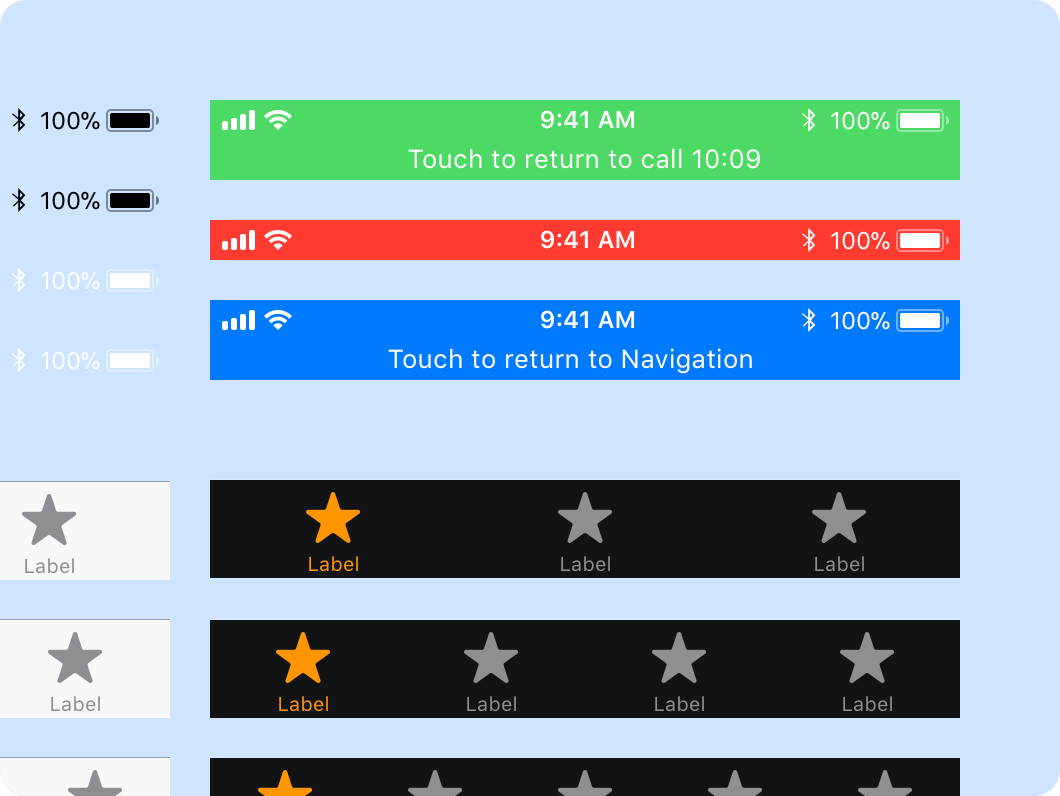 100%
9:41 AM 100%
Touch to return to call 10:09
100%
9:41 AM 100%
100%
9:41 AM 100%
Touch to return to Navigation
100%
Label
Label Label Label
Label
Label Label Label Label